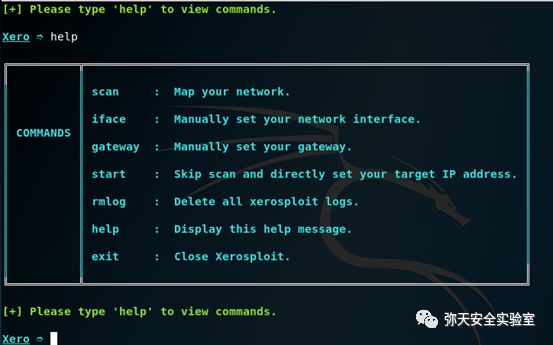 [+] Please type 'help' to view commands.
Xero ➮ help
COMMANDS
scan : Map your network.
iface : Manually set your network interface.
gateway : Manually set your gateway.
start : Skip scan and directly set your target IP address.
rmlog : Delete all xerosploit logs.
help : Display this help message.
exit : Close Xerosploit.
[+] Please type 'help' to view commands.
Xero ➮
弥天安全实验室